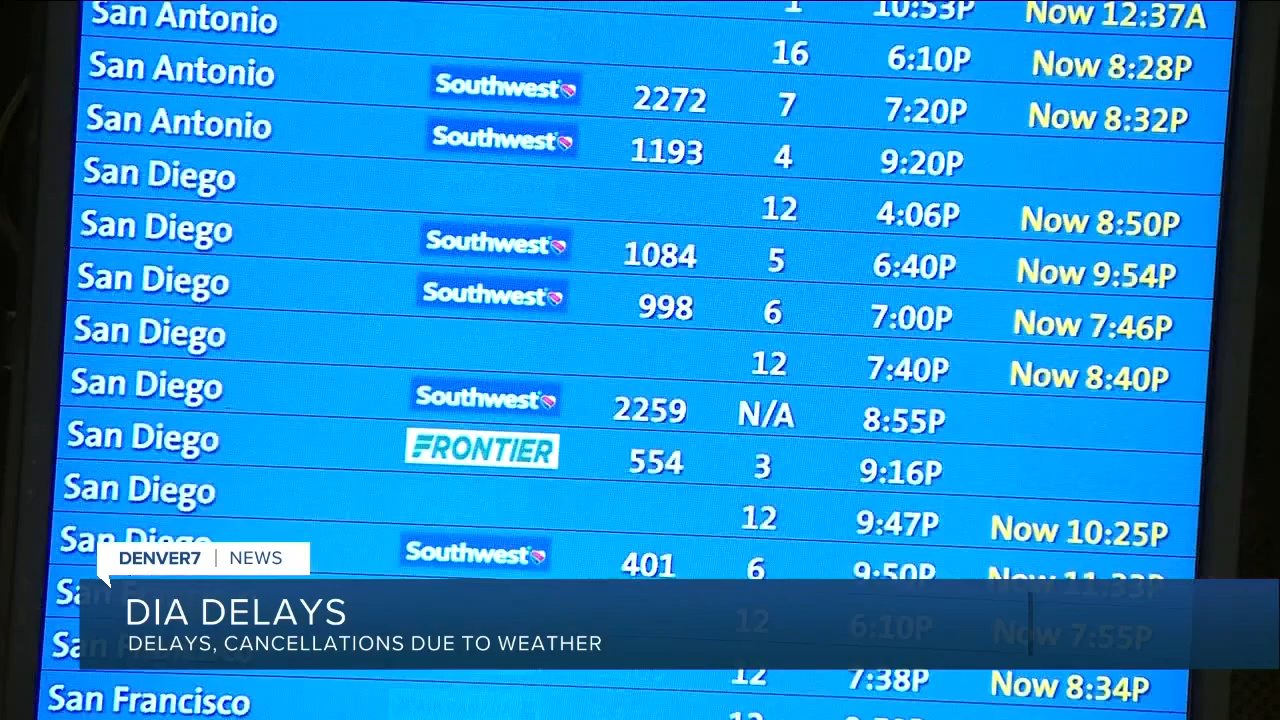 1 10:53P Now 12:37A
San Antonio 16 6:10P Now 8:28P
San Antonio Southwest 2272 7 7:20P Now 8:32P
San Antonio Southwest 1193 4 9:20P
San Diego 12 4:06P Now 8:50P
San Diego Southwest 1084 5 6:40P Now 9:54P
San Diego Southwest 998 6 7:00P Now 7:46P
San Diego 12 7:40P Now 8:40P
San Diego Southwest 2259 N/A 8:55P
San Diego FRONTIER 554 3 9:16P
San Diego 12 9:47P Now 10:25P
San Diego Southwest 401 6 9:50P Now 11:33P
San 12 6:10P Now 7:55P
San 12 7:38P Now 8:34P
San Francisco
DENVER7 | NEWS
DIA DELAYS
DELAYS, CANCELLATIONS DUE TO WEATHER